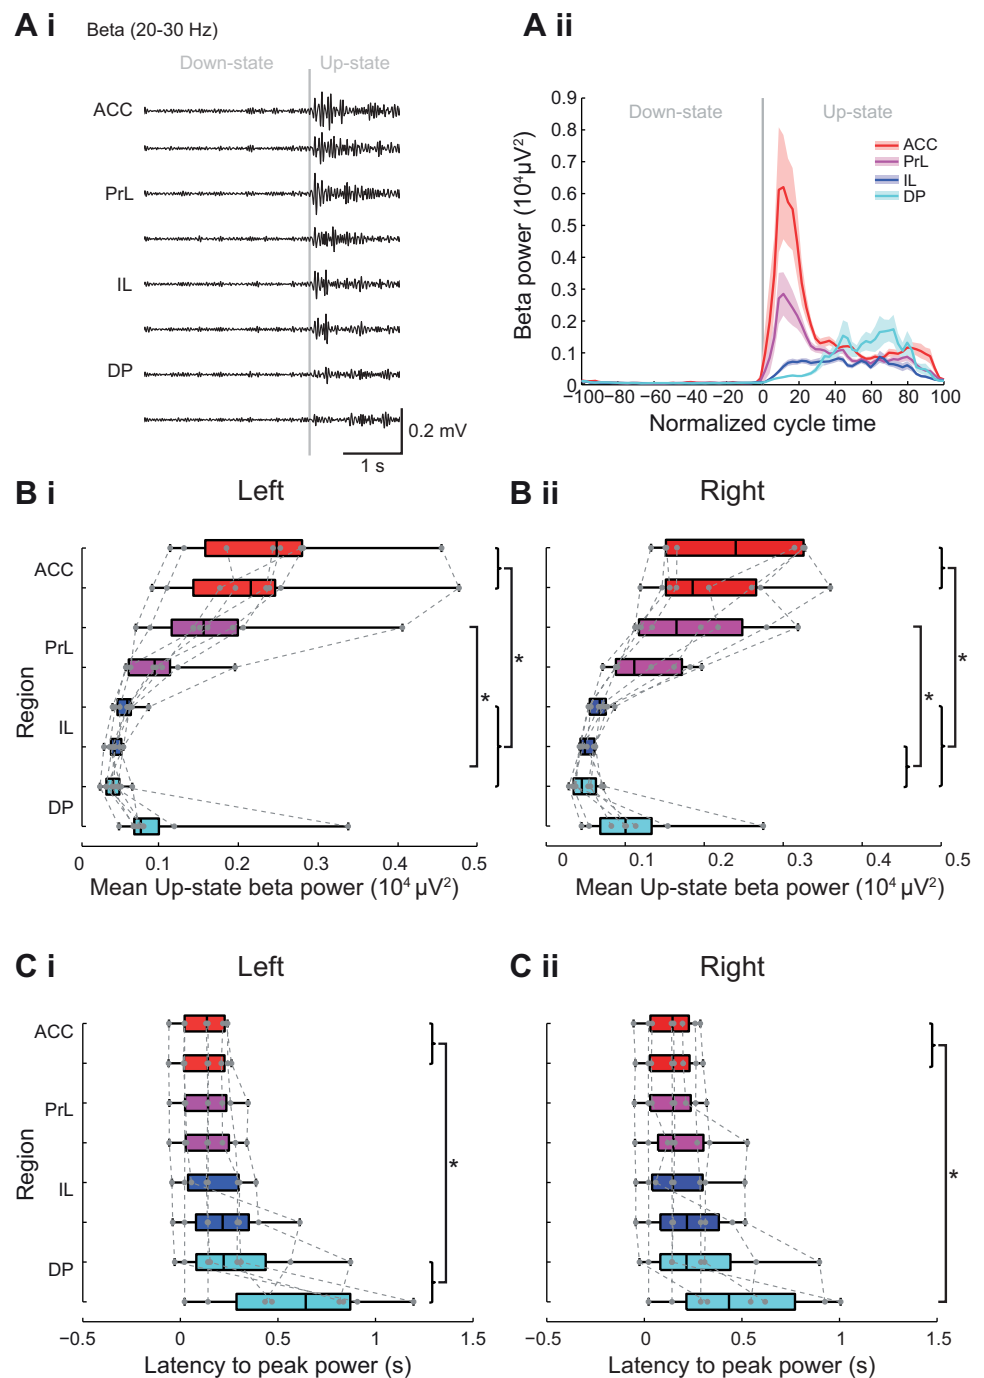 A i
Beta (20-30 Hz)
Down-state
Up-state
ACC
PrL
IL
DP
0.2 mV
1 s
A ii
0.9
0.8
0.7
0.6
0.5
0.4
0.3
0.2
0.1
0
Beta power (10⁴μV²)
Down-state
Up-state
ACC
PrL
IL
DP
−100 −80 −60 −40 −20 0 20 40 60 80 100
Normalized cycle time
B i
Left
ACC
PrL
IL
DP
Region
*
*
0 0.1 0.2 0.3 0.4 0.5
Mean Up-state beta power (10⁴ μV²)
B ii
Right
*
*
0 0.1 0.2 0.3 0.4 0.5
Mean Up-state beta power (10⁴ μV²)
C i
Left
ACC
PrL
IL
DP
Region
*
−0.5 0 0.5 1 1.5
Latency to peak power (s)
C ii
Right
*
−0.5 0 0.5 1 1.5
Latency to peak power (s)